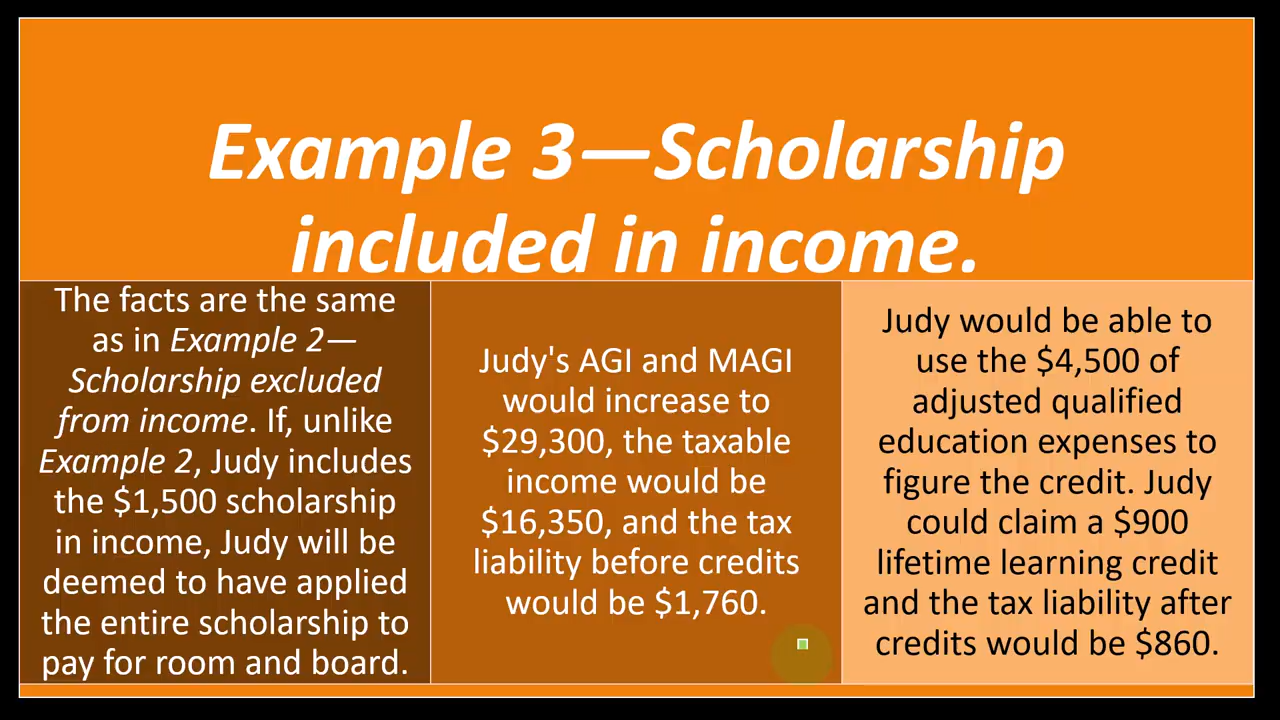 Example 3—Scholarship
included in income.
The facts are the same
as in Example 2—
Scholarship excluded
from income. If, unlike
Example 2, Judy includes
the $1,500 scholarship
in income, Judy will be
deemed to have applied
the entire scholarship to
pay for room and board.
Judy's AGI and MAGI
would increase to
$29,300, the taxable
income would be
$16,350, and the tax
liability before credits
would be $1,760.
Judy would be able to
use the $4,500 of
adjusted qualified
education expenses to
figure the credit. Judy
could claim a $900
lifetime learning credit
and the tax liability after
credits would be $860.